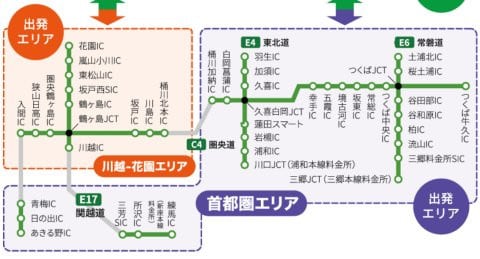 出発
エリア
花園IC
嵐山小川IC
東松山IC
坂戸西SIC
鶴ヶ島IC
鶴ヶ島JCT
川越IC
入間IC
狭山日高IC
圏央鶴ヶ島IC
坂戸IC
川島IC
桶川北本IC
川越-花園エリア
C4
圏央道
青梅IC
日の出IC
あきる野IC
E17
関越道
三芳SIC
所沢IC
(新座本線料金所)
練馬IC
E4
東北道
桶川加納IC
白岡菖蒲IC
羽生IC
加須IC
久喜IC
久喜白岡JCT
蓮田スマート
岩槻IC
浦和IC
川口JCT(浦和本線料金所)
幸手IC
五霞IC
境古河IC
坂東IC
常総IC
つくば中央IC
つくばJCT
E6
常磐道
土浦北IC
桜土浦IC
谷田部IC
谷和原IC
柏IC
流山IC
三郷料金所SIC
三郷JCT(三郷本線料金所)
つくば牛久IC
首都圏エリア
出発
エリア